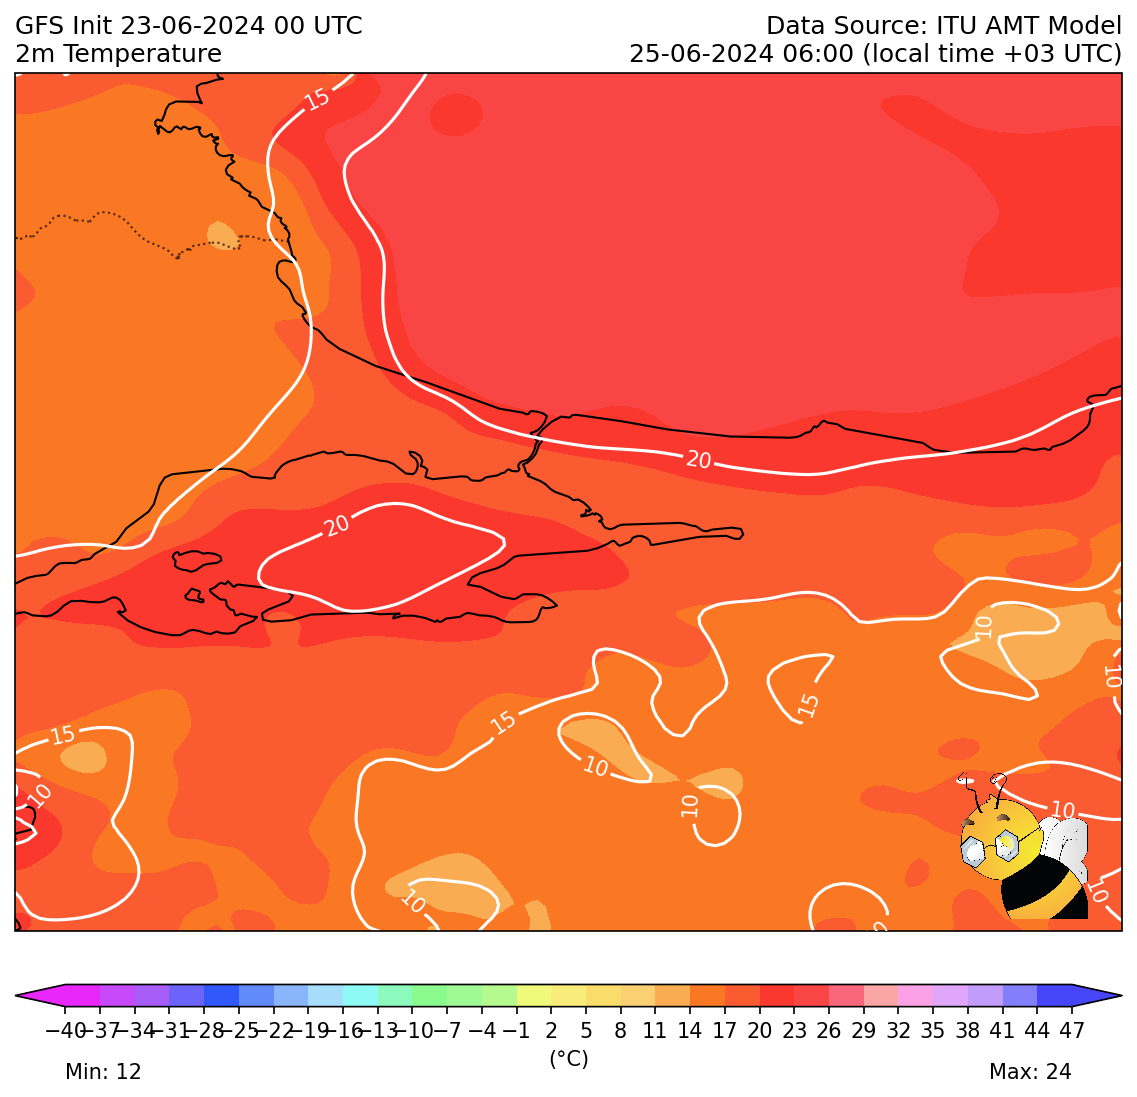 GFS Init 23-06-2024 00 UTC
Data Source: ITU AMT Model
2m Temperature
25-06-2024 06:00 (local time +03 UTC)
15
20
20
10
10
15
15
15
10
10
10
10
10
10
0
−40 −37 −34 −31 −28 −25 −22 −19 −16 −13 −10 −7 −4 −1 2 5 8 11 14 17 20 23 26 29 32 35 38 41 44 47
(°C)
Min: 12
Max: 24